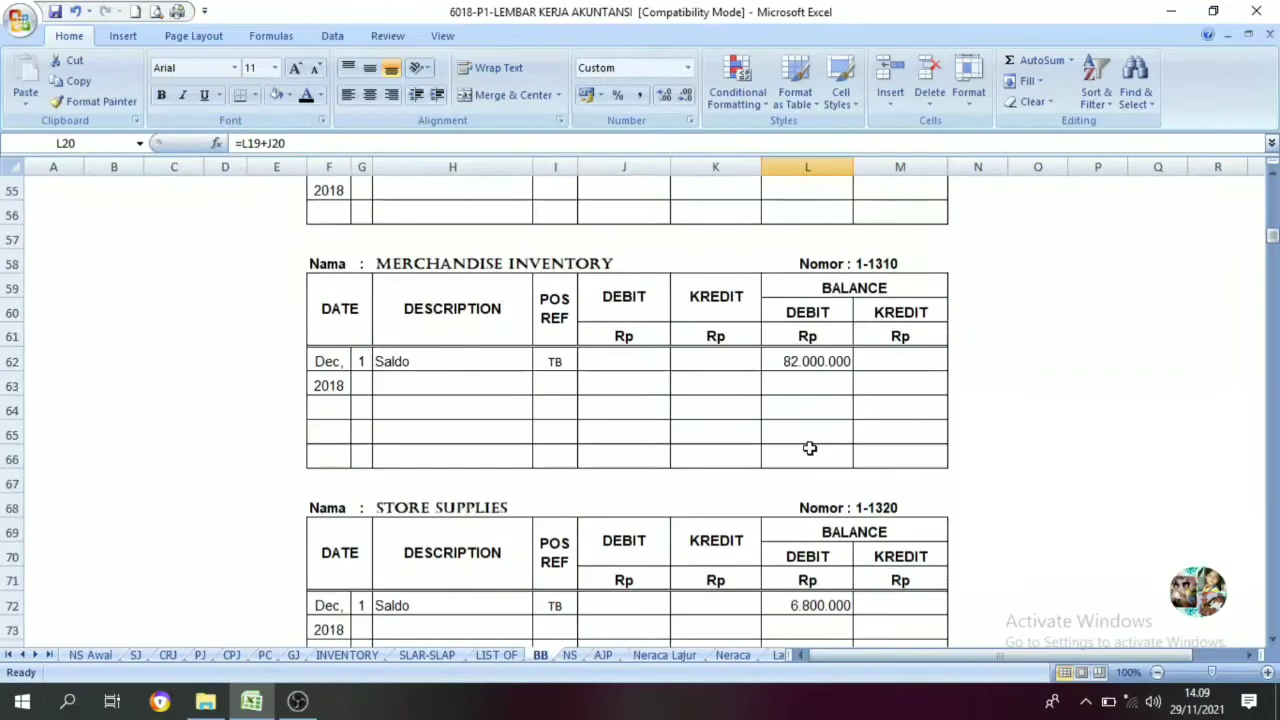 6018-P1-LEMBAR KERJA AKUNTANSI [Compatibility Mode] - Microsoft Excel
Home Insert Page Layout Formulas Data Review View
Cut
Copy
Format Painter
Paste
Clipboard
Arial 11
B I U
Font
Wrap Text
Merge & Center
Alignment
Custom
%
Number
Conditional Formatting
Format as Table
Cell Styles
Styles
Insert Delete Format
Cells
AutoSum
Fill
Clear
Sort & Filter
Find & Select
Editing
L20 fx =L19+J20
A B C D E F G H I J K L M N O P Q R
55 2018
56
57
58 Nama : MERCHANDISE INVENTORY Nomor : 1-1310
59 DATE DESCRIPTION POS REF DEBIT KREDIT BALANCE
60 DEBIT KREDIT
61 Rp Rp Rp Rp
62 Dec, 1 Saldo TB 82.000.000
63 2018
64
65
66
67
68 Nama : STORE SUPPLIES Nomor : 1-1320
69 DATE DESCRIPTION POS REF DEBIT KREDIT BALANCE
70 DEBIT KREDIT
71 Rp Rp Rp Rp
72 Dec, 1 Saldo TB 6.800.000
73 2018
Activate Windows
Go to Settings to activate Windows.
NS Awal SJ CRJ PJ CPJ PC GJ INVENTORY SLAR-SLAP LIST OF BB NS AJP Neraca Lajur Neraca La
Ready 100%
14.09
29/11/2021